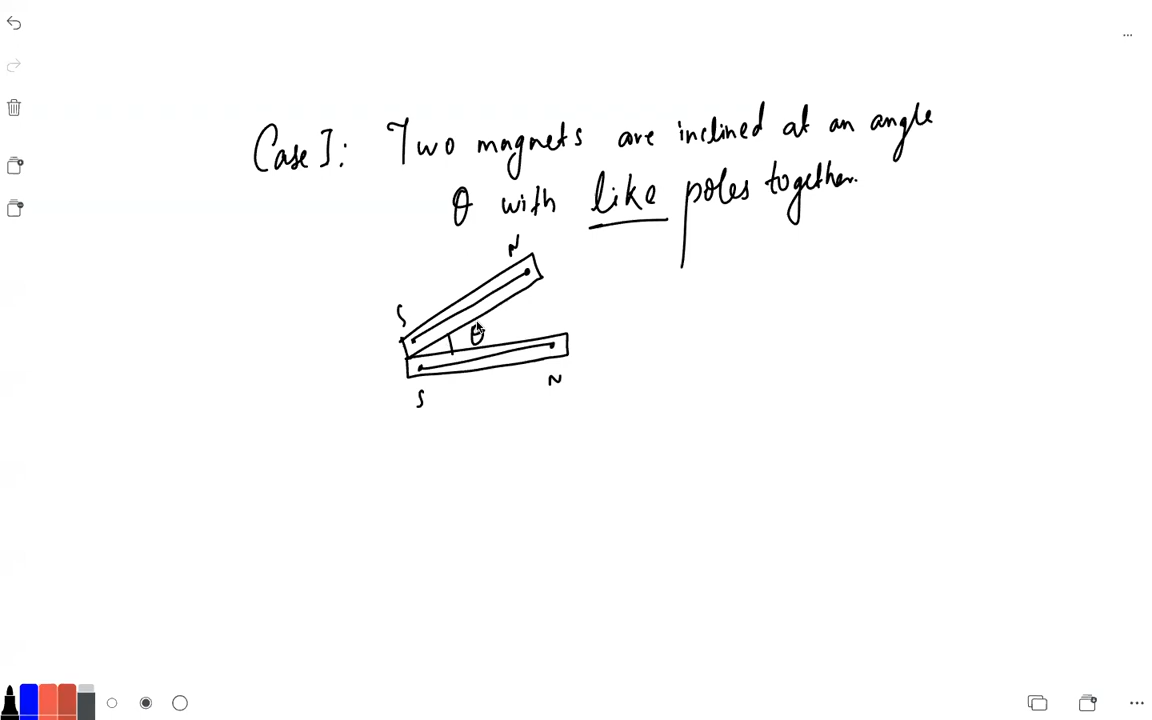 Case I: Two magnets are inclined at an angle
θ with like poles together.
N
S
θ
N
S